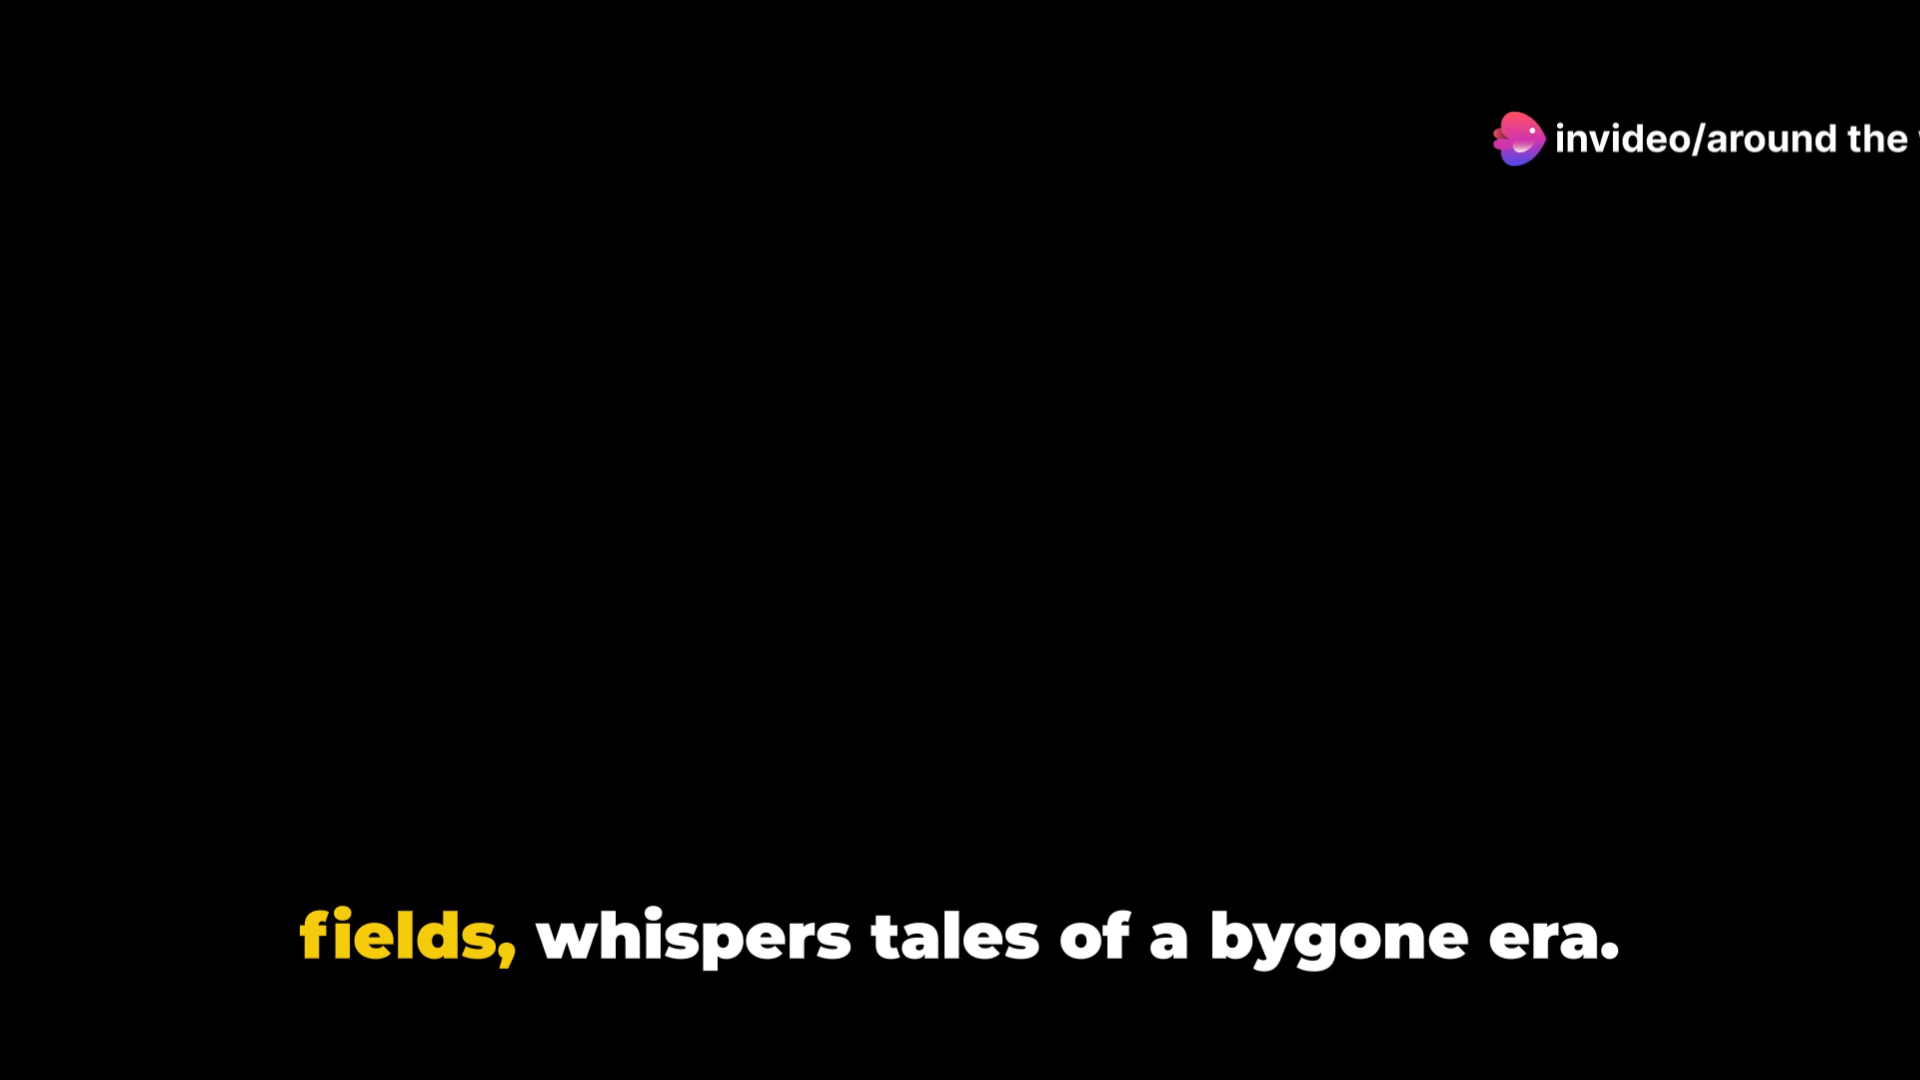 invideo/around the
fields, whispers tales of a bygone era.